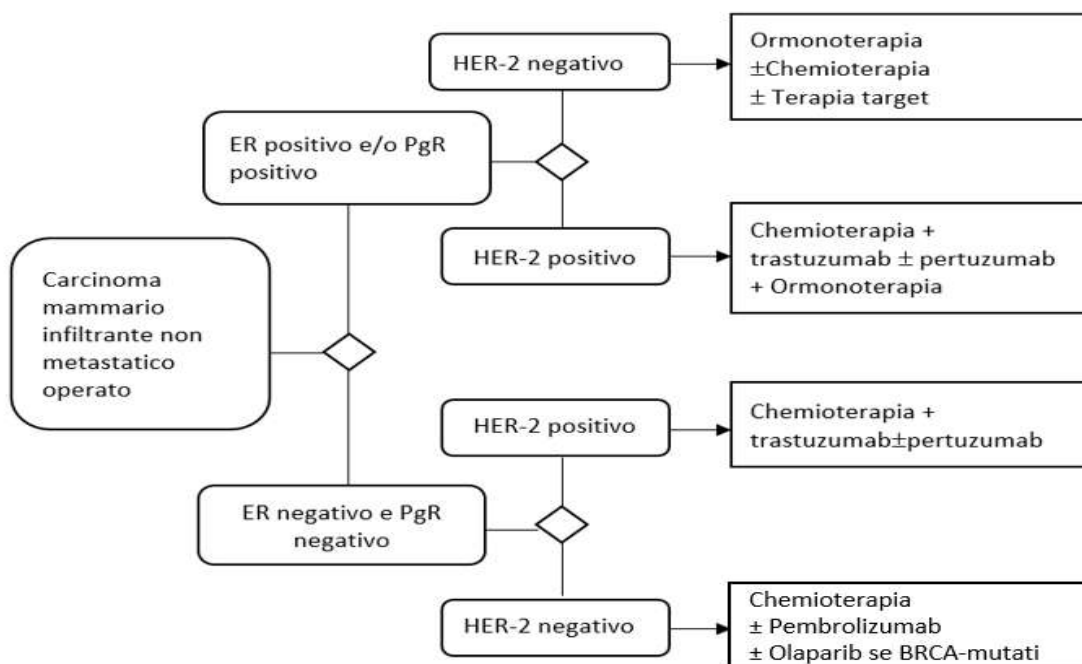 HER-2 negativo
Ormonoterapia
±Chemioterapia
± Terapia target
ER positivo e/o PgR
positivo
HER-2 positivo
Chemioterapia +
trastuzumab ± pertuzumab
+ Ormonoterapia
Carcinoma
mammario
infiltrante non
metastatico
operato
HER-2 positivo
Chemioterapia +
trastuzumab±pertuzumab
ER negativo e PgR
negativo
HER-2 negativo
Chemioterapia
± Pembrolizumab
± Olaparib se BRCA-mutati